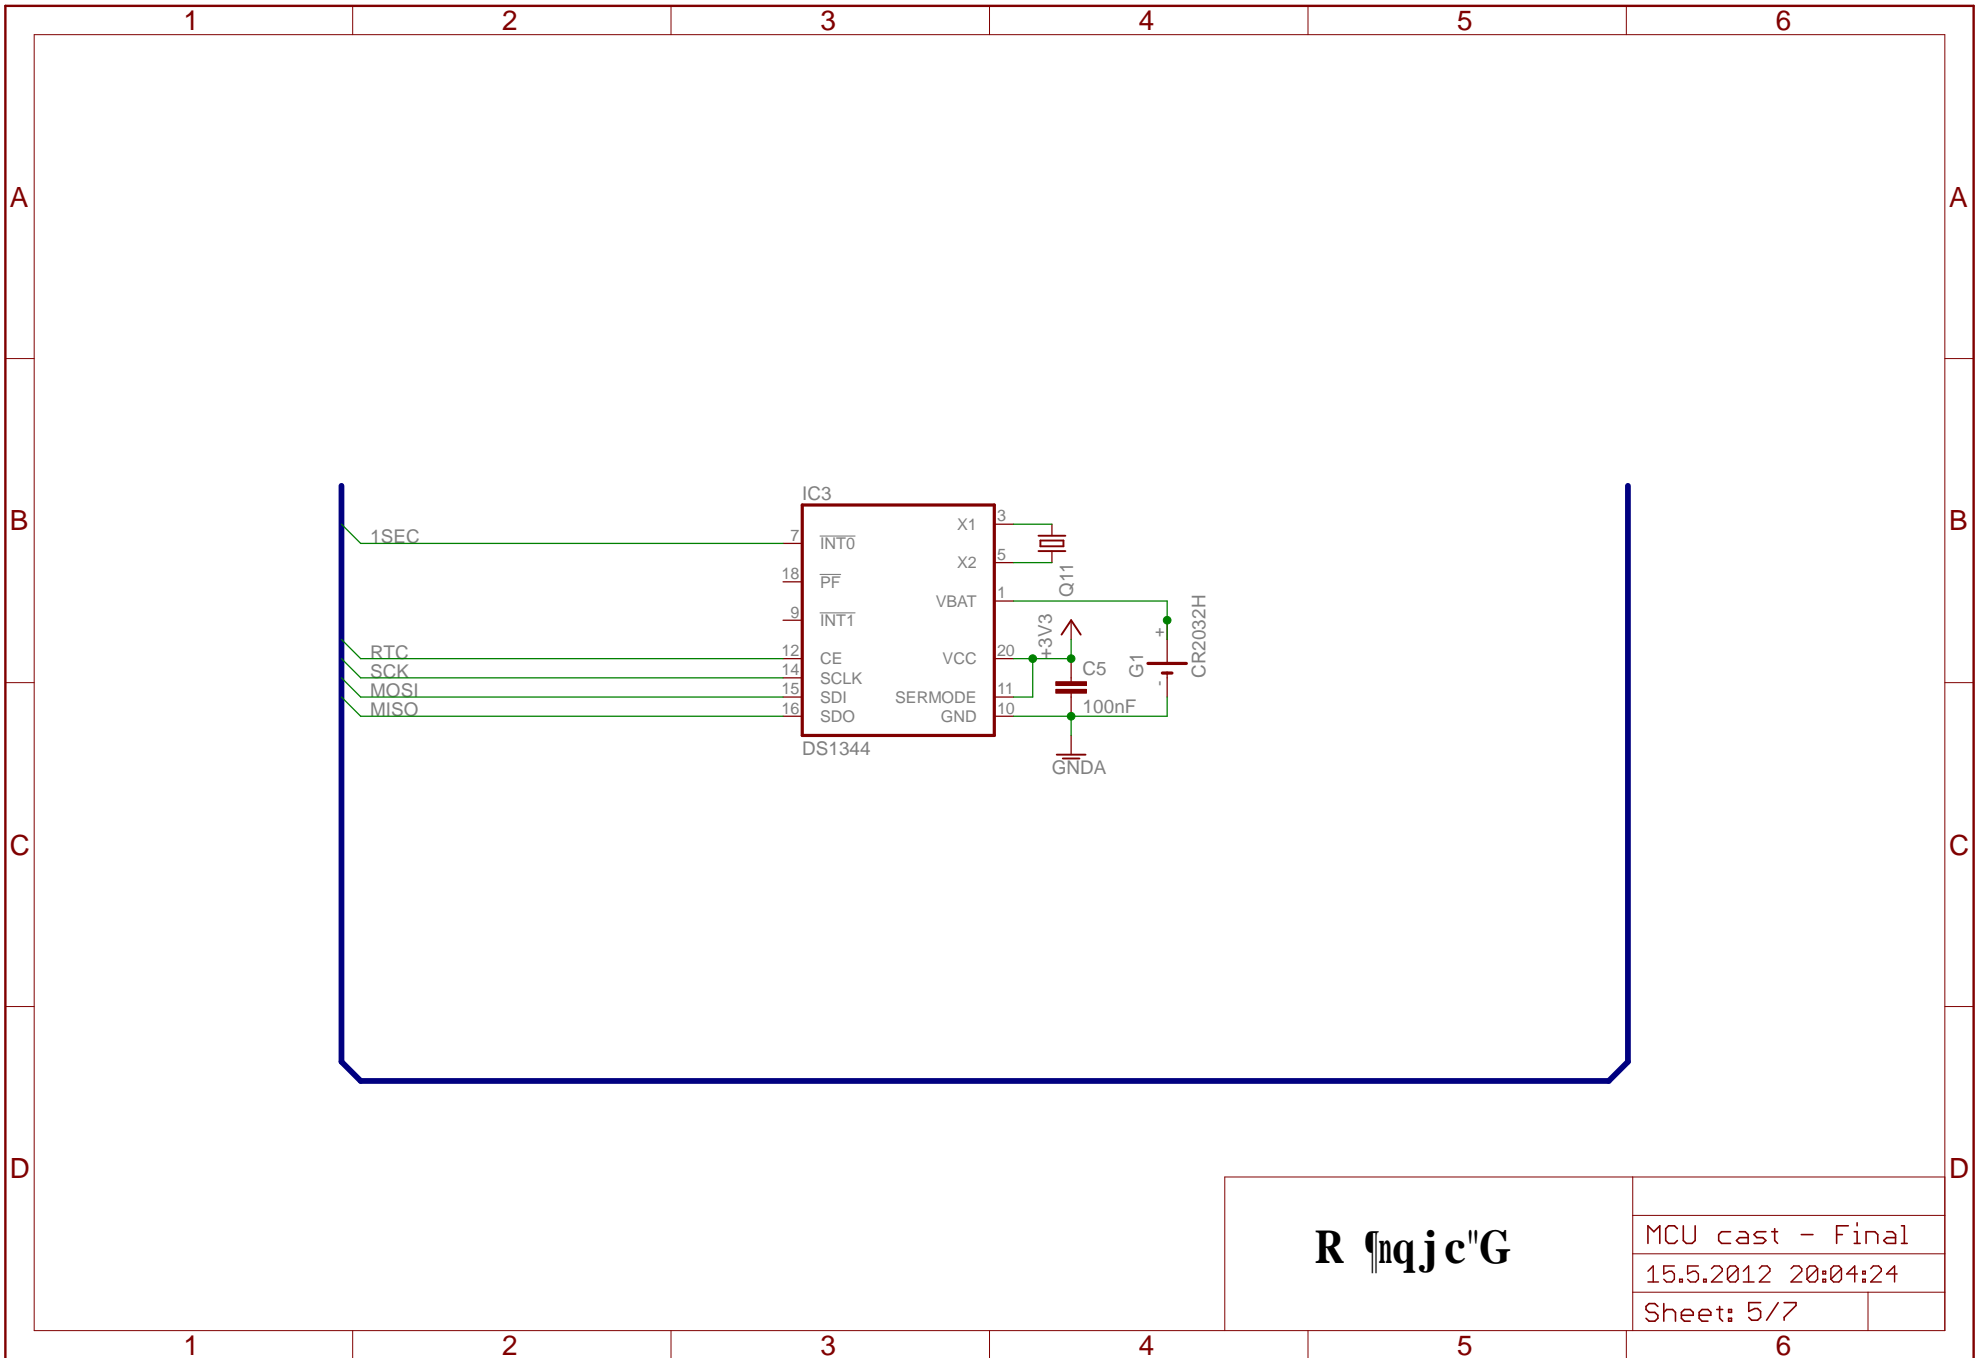 1 2 3 4 5 6
A A
B B
IC3
1SEC 7 INT0 X1 3
18 PF X2 5
Q11
9 INT1 VBAT 1
+3V3
G1 + -
CR2032H
RTC 12 CE VCC 20
C5
SCK 14 SCLK
MOSI 15 SDI SERMODE 11
MISO 16 SDO GND 10
100nF
DS1344
GNDA
C C
D D
R ¶nqjc"G
MCU cast - Final
15.5.2012 20:04:24
Sheet: 5/7
1 2 3 4 5 6